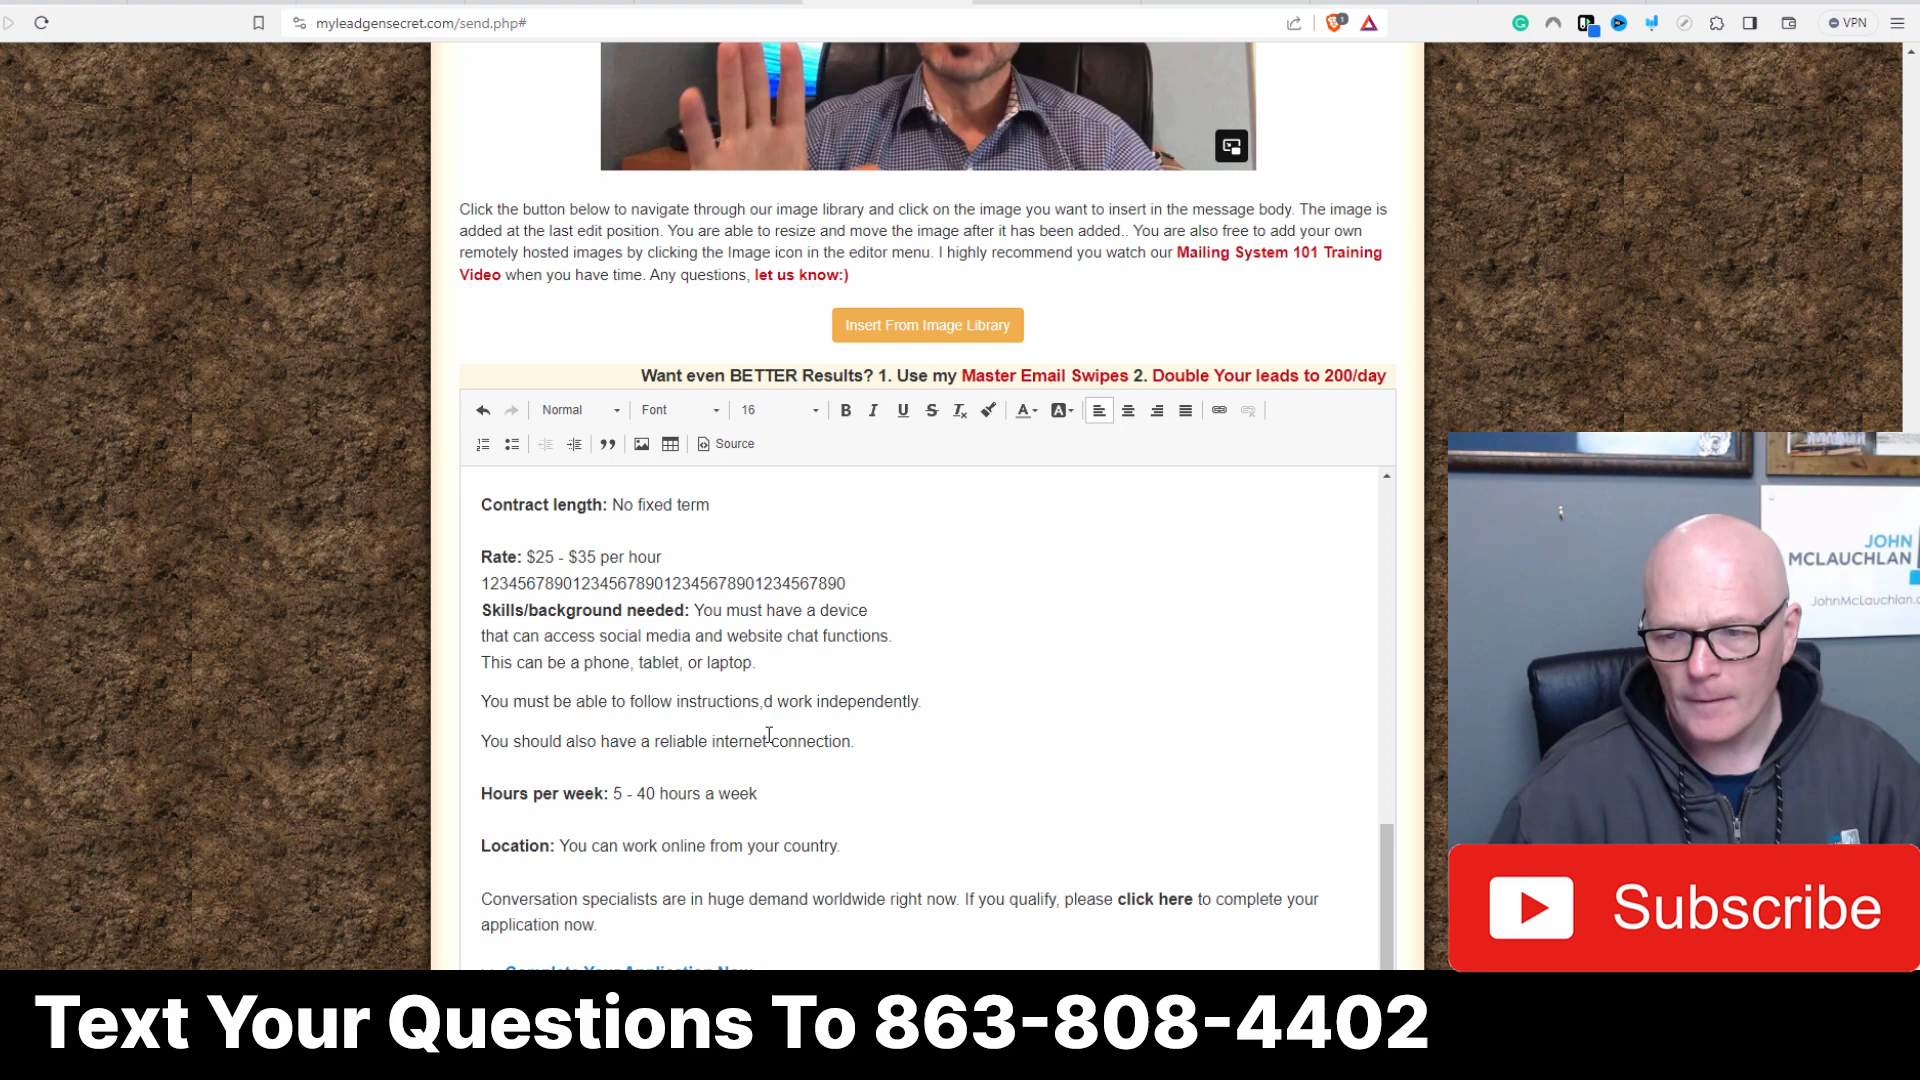 myleadgensecret.com/send.php#
VPN
Click the button below to navigate through our image library and click on the image you want to insert in the message body. The image is
added at the last edit position. You are able to resize and move the image after it has been added.. You are also free to add your own
remotely hosted images by clicking the Image icon in the editor menu. I highly recommend you watch our Mailing System 101 Training
Video when you have time. Any questions, let us know:)
Insert From Image Library
Want even BETTER Results? 1. Use my Master Email Swipes 2. Double Your leads to 200/day
Normal Font 16
Source
Contract length: No fixed term
Rate: $25 - $35 per hour
1234567890123456789012345678901234567890
Skills/background needed: You must have a device
that can access social media and website chat functions.
This can be a phone, tablet, or laptop.
You must be able to follow instructions,d work independently.
You should also have a reliable internet connection.
Hours per week: 5 - 40 hours a week
Location: You can work online from your country.
Conversation specialists are in huge demand worldwide right now. If you qualify, please click here to complete your
application now.
Complete Your Application Now
JOHN
MCLAUCHLAN
Subscribe
Text Your Questions To 863-808-4402